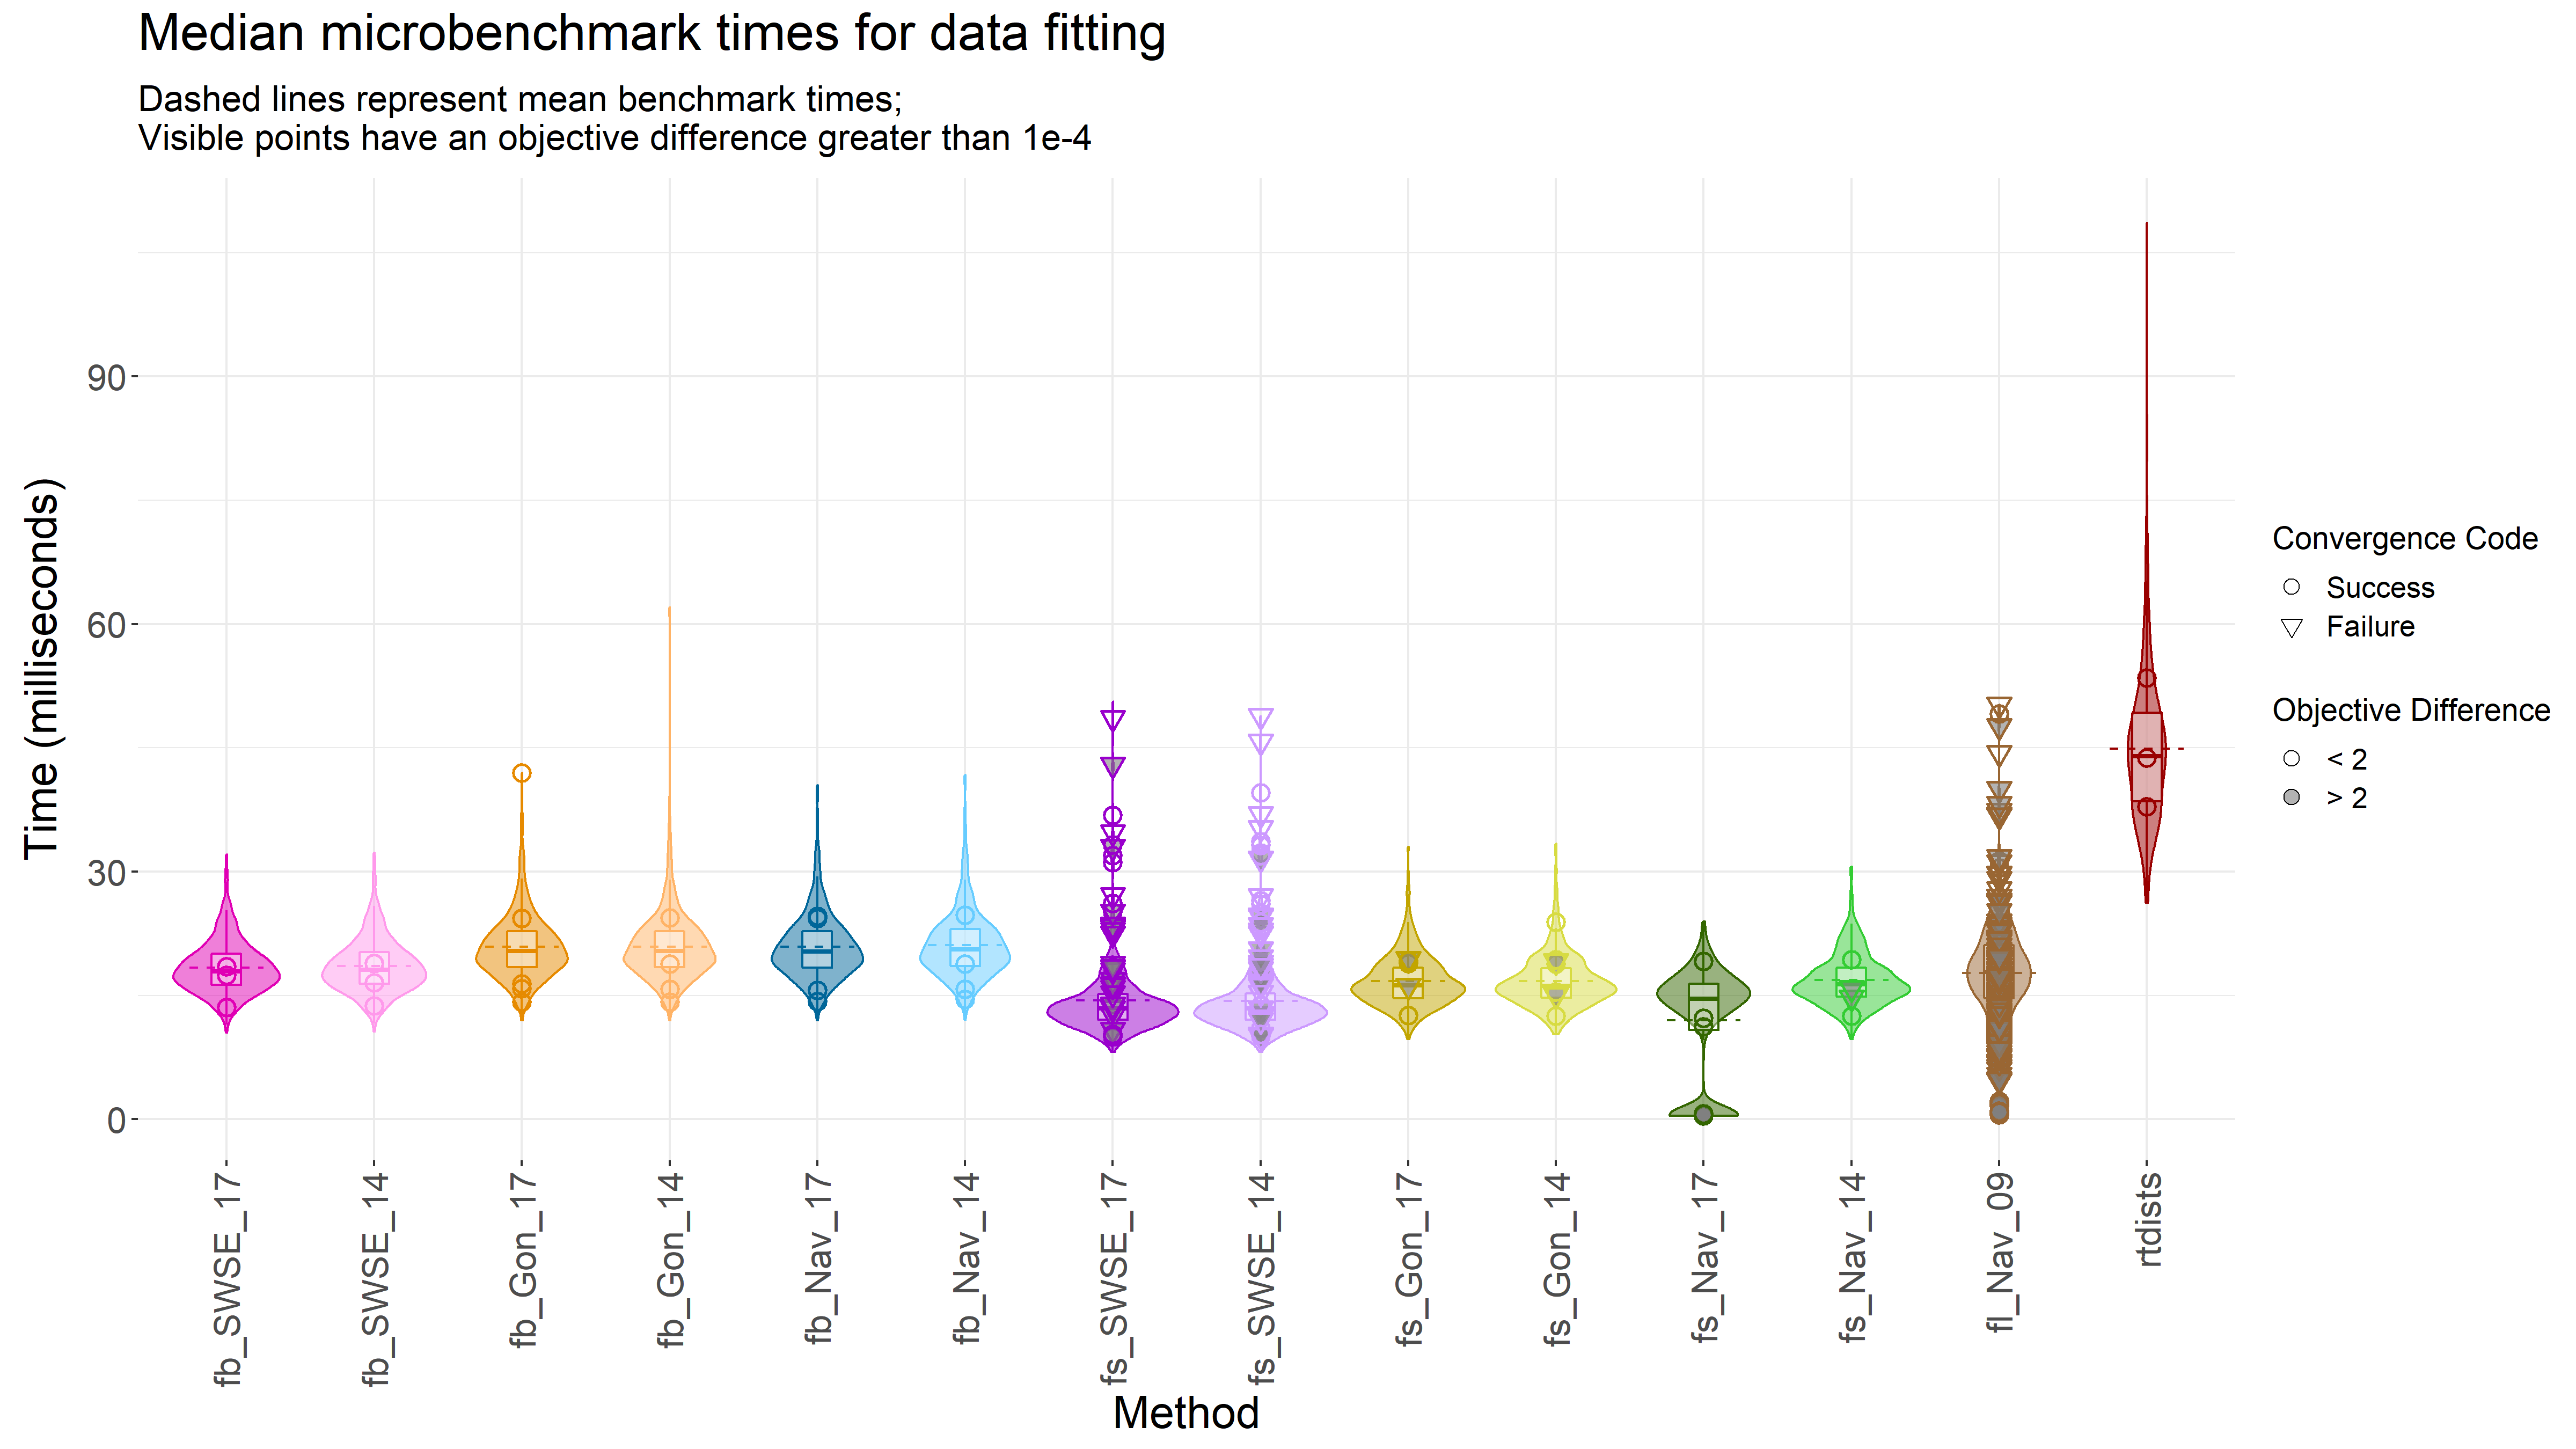 Median microbenchmark times for data fitting
Dashed lines represent mean benchmark times;
Visible points have an objective difference greater than 1e-4
Time (milliseconds)
90
60
30
0
fb_SWSE_17
fb_SWSE_14
fb_Gon_17
fb_Gon_14
fb_Nav_17
fb_Nav_14
fs_SWSE_17
fs_SWSE_14
fs_Gon_17
fs_Gon_14
fs_Nav_17
fs_Nav_14
fl_Nav_09
rtdists
Method
Convergence Code
Success
Failure
Objective Difference
< 2
> 2